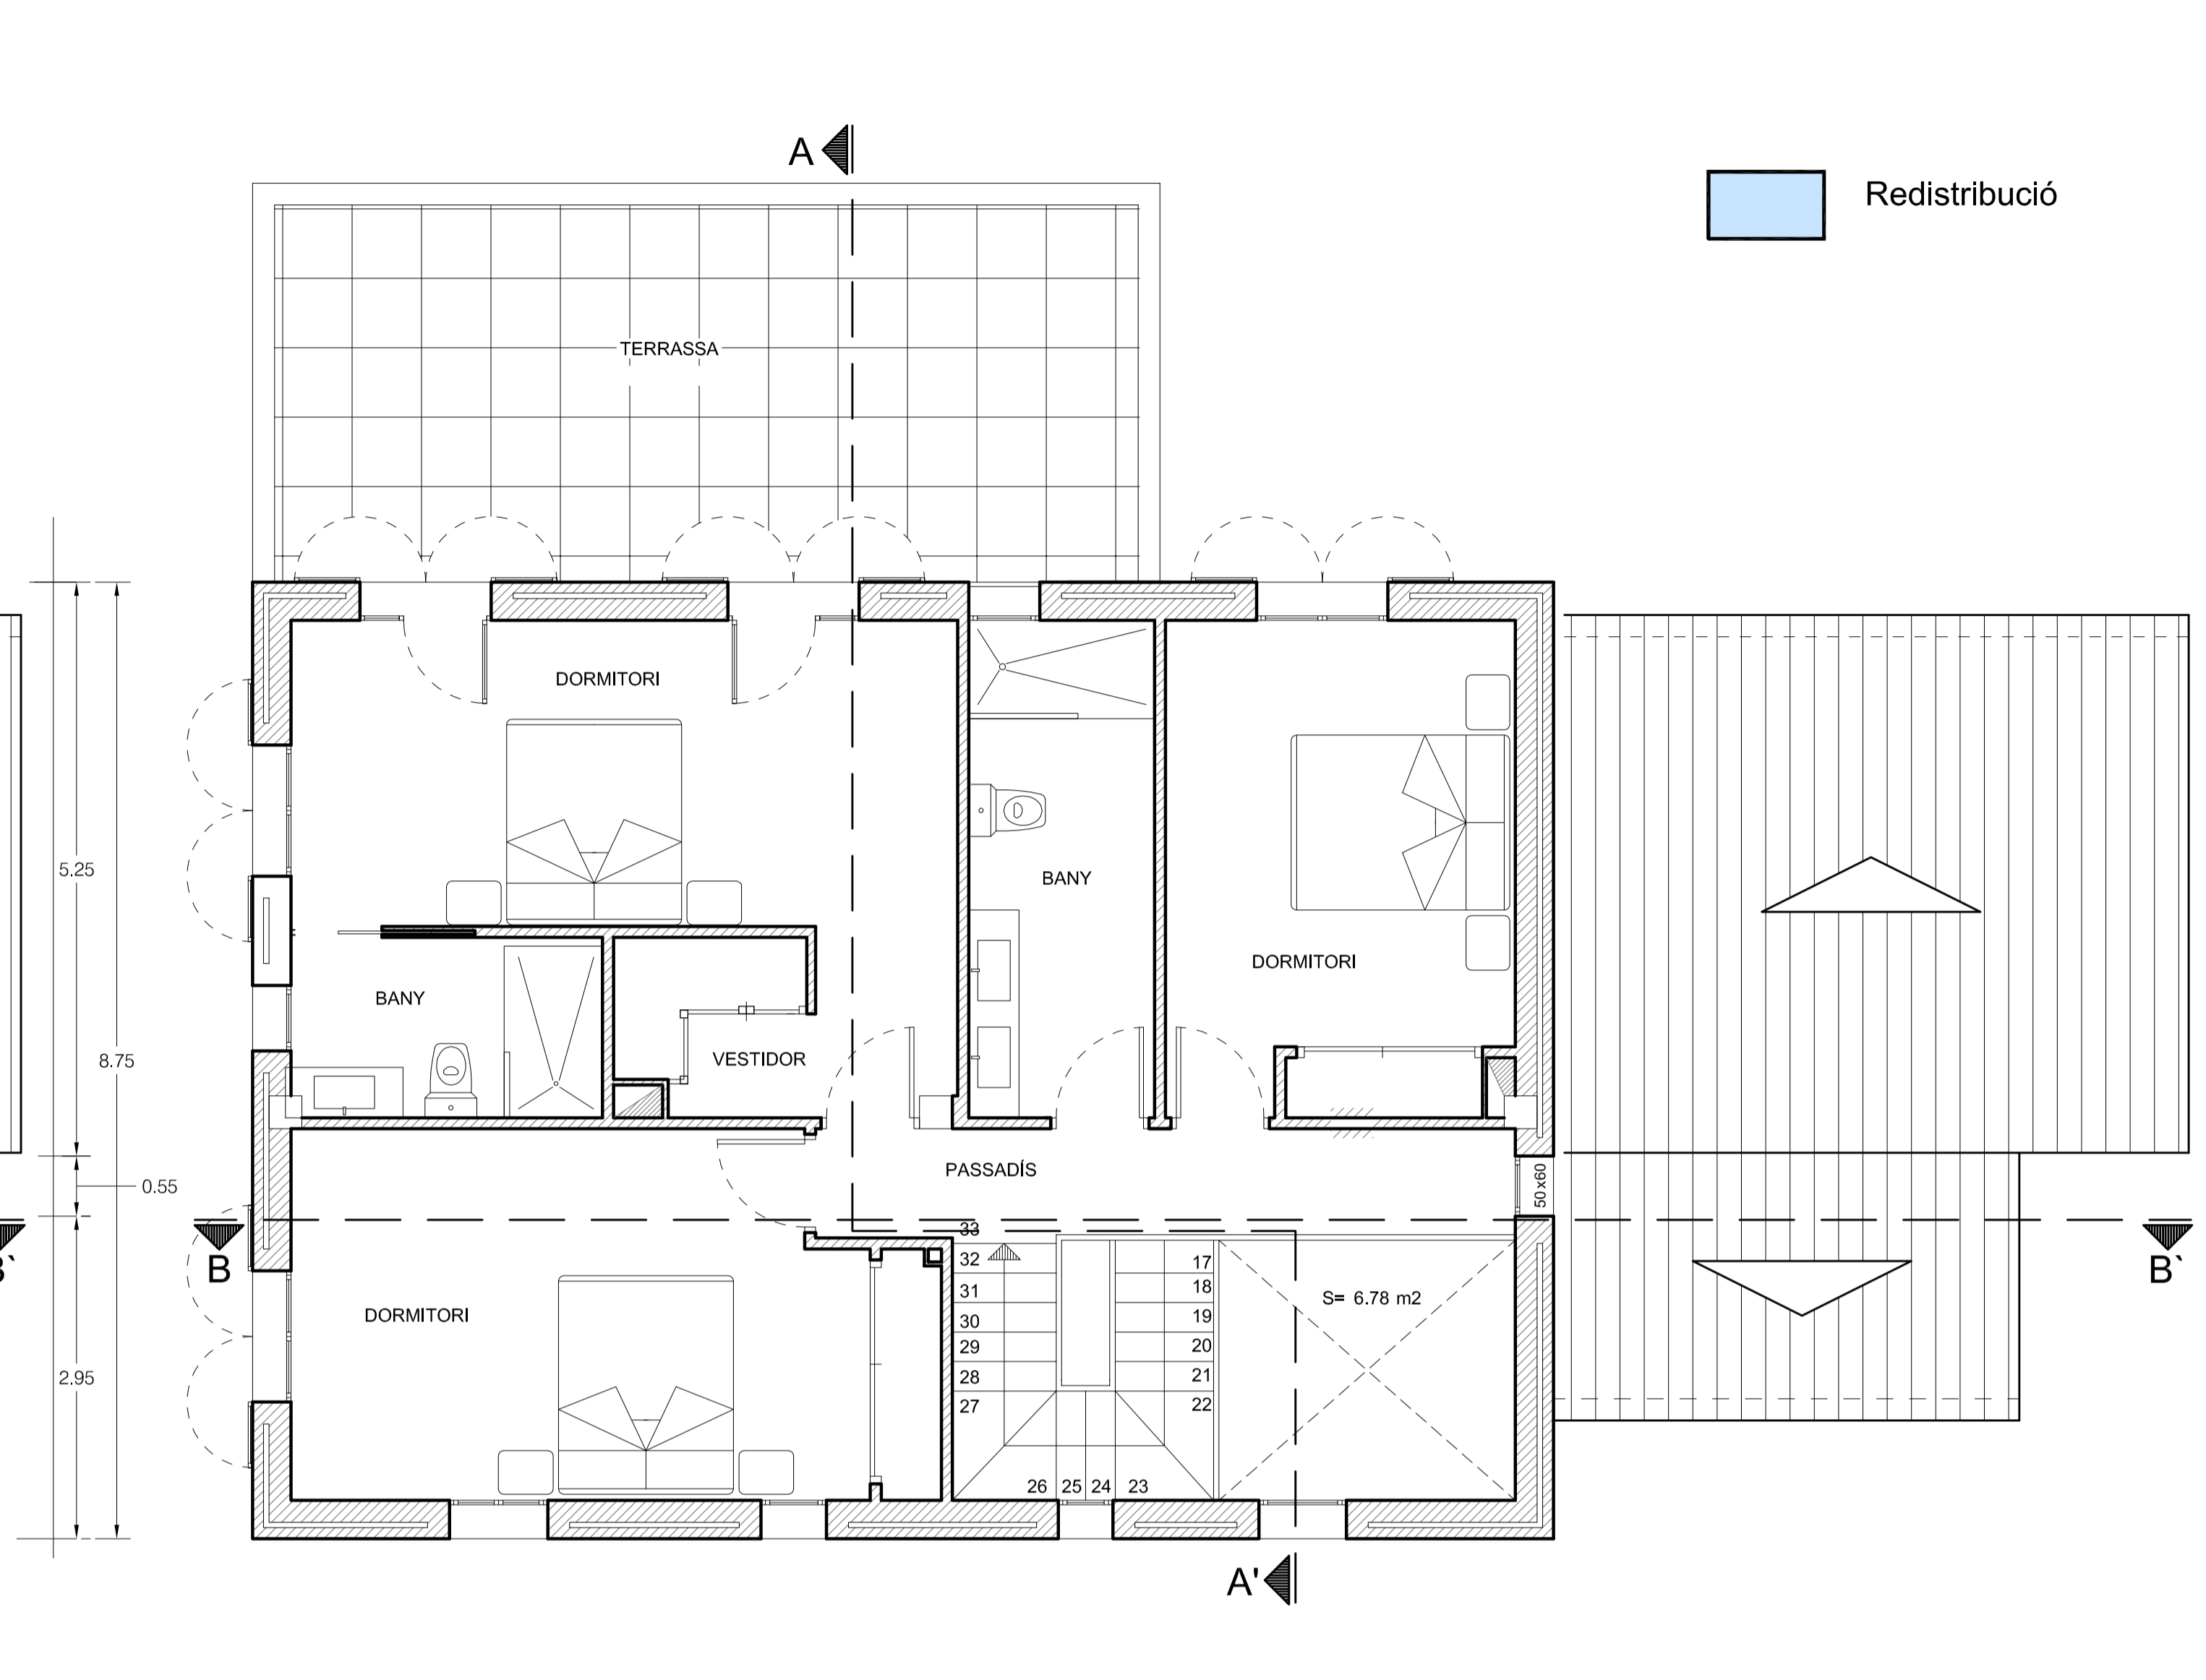 A
Redistribució
TERRASSA
DORMITORI
5.25
BANY
DORMITORI
BANY
8.75
VESTIDOR
PASSADÍS
50x60
0.55
33
B`
B
32
17
B`
31
18
S= 6.78 m2
DORMITORI
30
19
29
20
2.95
28
21
27
22
26
25
24
23
A'